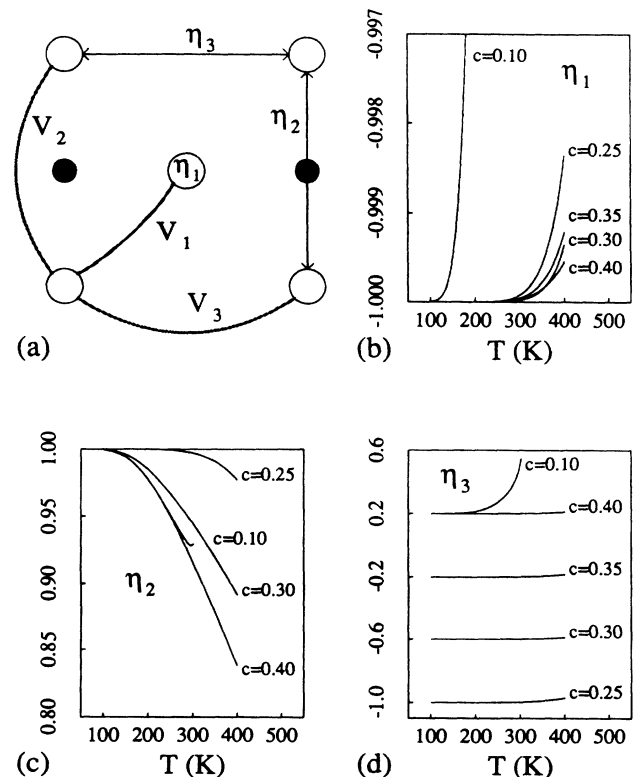 η₃
η₂
V₂
η₁
V₁
V₃
(a)
-0.997
-0.998
-0.999
-1.000
c=0.10
η₁
c=0.25
c=0.35
c=0.30
c=0.40
100 200 300 400 500
(b) T (K)
1.00
0.95
0.90
0.85
0.80
c=0.25
c=0.10
η₂
c=0.30
c=0.40
100 200 300 400 500
(c) T (K)
0.6
0.2
-0.2
-0.6
-1.0
η₃
c=0.10
c=0.40
c=0.35
c=0.30
c=0.25
100 200 300 400 500
(d) T (K)